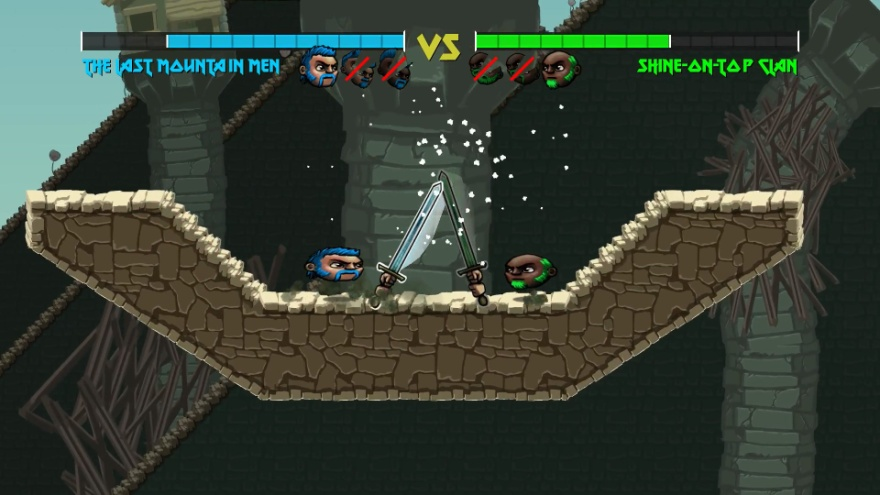 VS
THE LAST MOUNTAIN MEN
SHINE-ON-TOP CLAN